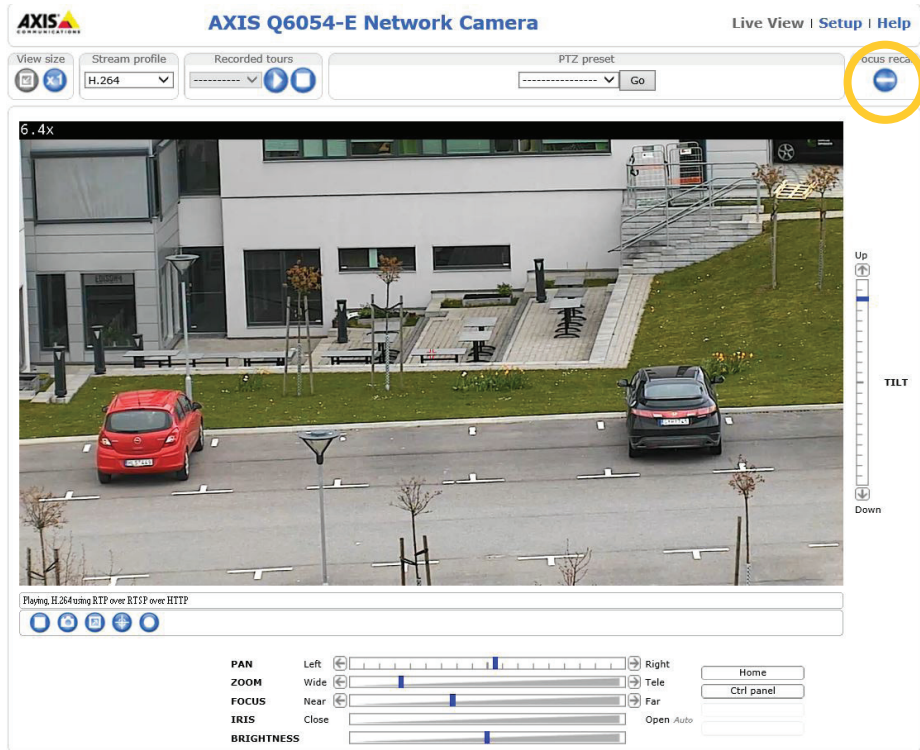 AXIS
COMMUNICATIONS
AXIS Q6054-E Network Camera
Live View | Setup | Help
View size
Stream profile
Recorded tours
PTZ preset
ocus reca
x1
H.264
----------
----------------
Go
6.4x
Up
TILT
Down
Playing, H.264 using RTP over RTSP over HTTP
PAN Left Right
ZOOM Wide Tele
FOCUS Near Far
IRIS Close Open Auto
BRIGHTNESS
Home
Ctrl panel